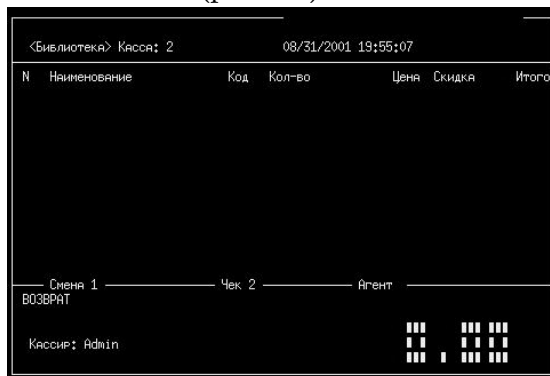 <Библиотека> Касса: 2 08/31/2001 19:55:07
N Наименование Код Кол-во Цена Скидка Итого
Смена 1 Чек 2 Агент
ВОЗВРАТ
Кассир: Admin
0.00